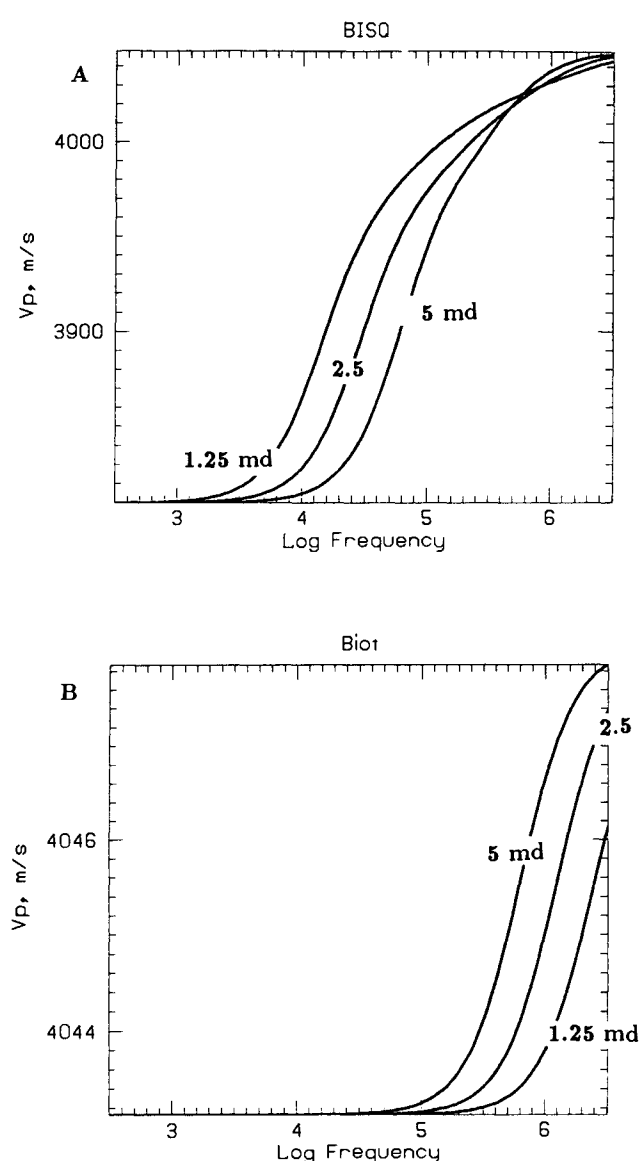 BISQ
A
4000
3900
Vp, m/s
5 md
2.5
1.25 md
3 4 5 6
Log Frequency
Biot
B
2.5
4046
5 md
Vp, m/s
4044
1.25 md
3 4 5 6
Log Frequency